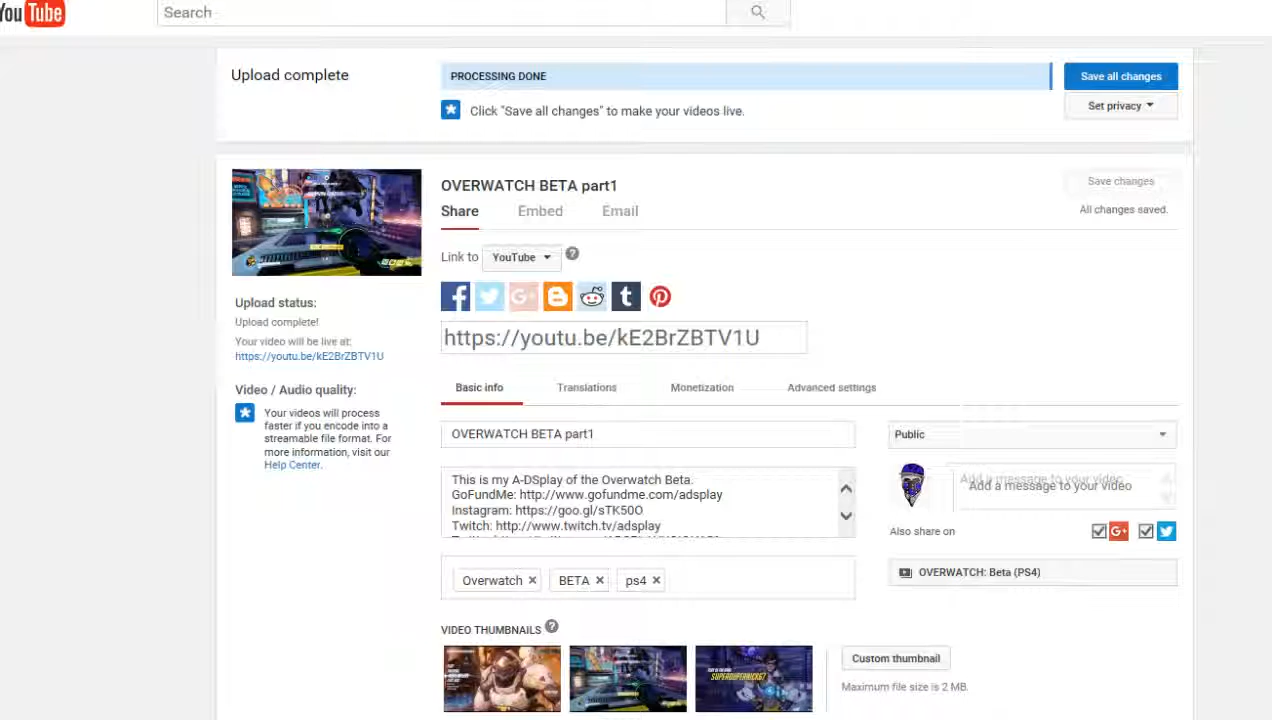 YouTube
Search
Upload complete
PROCESSING DONE
Save all changes
Click "Save all changes" to make your videos live.
Set privacy
OVERWATCH BETA part1
Save changes
Share Embed Email
All changes saved.
Link to YouTube
https://youtu.be/kE2BrZBTV1U
Upload status:
Upload complete!
Your video will be live at:
https://youtu.be/kE2BrZBTV1U
Video / Audio quality:
Your videos will process
faster if you encode into a
streamable file format. For
more information, visit our
Help Center.
Basic info Translations Monetization Advanced settings
OVERWATCH BETA part1
Public
This is my A-DSplay of the Overwatch Beta.
GoFundMe: http://www.gofundme.com/adsplay
Instagram: https://goo.gl/sTK50O
Twitch: http://www.twitch.tv/adsplay
Add a message to your video
Also share on
Overwatch BETA ps4
OVERWATCH: Beta (PS4)
VIDEO THUMBNAILS
Custom thumbnail
Maximum file size is 2 MB.